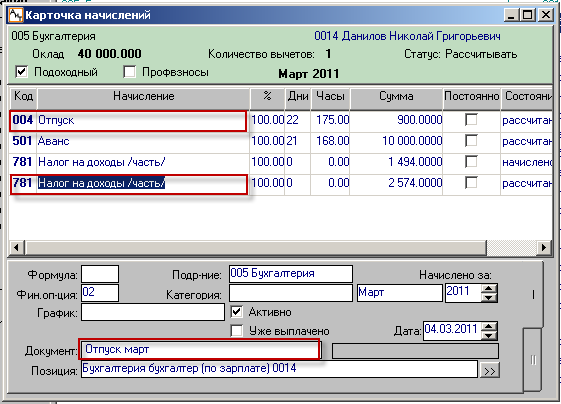 Карточка начислений
005 Бухгалтерия 0014 Данилов Николай Григорьевич
Оклад 40 000.000 Количество вычетов: 1 Статус: Рассчитывать
Подоходный Профвзносы Март 2011
Код Начисление % Дни Часы Сумма Постоянно Состояни
004 Отпуск 100.00 22 175.00 900.0000 рассчитан
501 Аванс 100.00 21 168.00 10 000.0000 рассчитан
781 Налог на доходы /часть/ 100.00 0 0.00 1 494.0000 начислено
781 Налог на доходы /часть/ 100.00 0 0.00 2 574.0000 рассчитан
Формула: Подр-ние: 005 Бухгалтерия Начислено за:
Фин.оп-ция: 02 Категория: Март 2011
График: Активно
Уже выплачено Дата: 04.03.2011
Документ: Отпуск март
Позиция: Бухгалтерия бухгалтер (по зарплате) 0014 >>
I
II